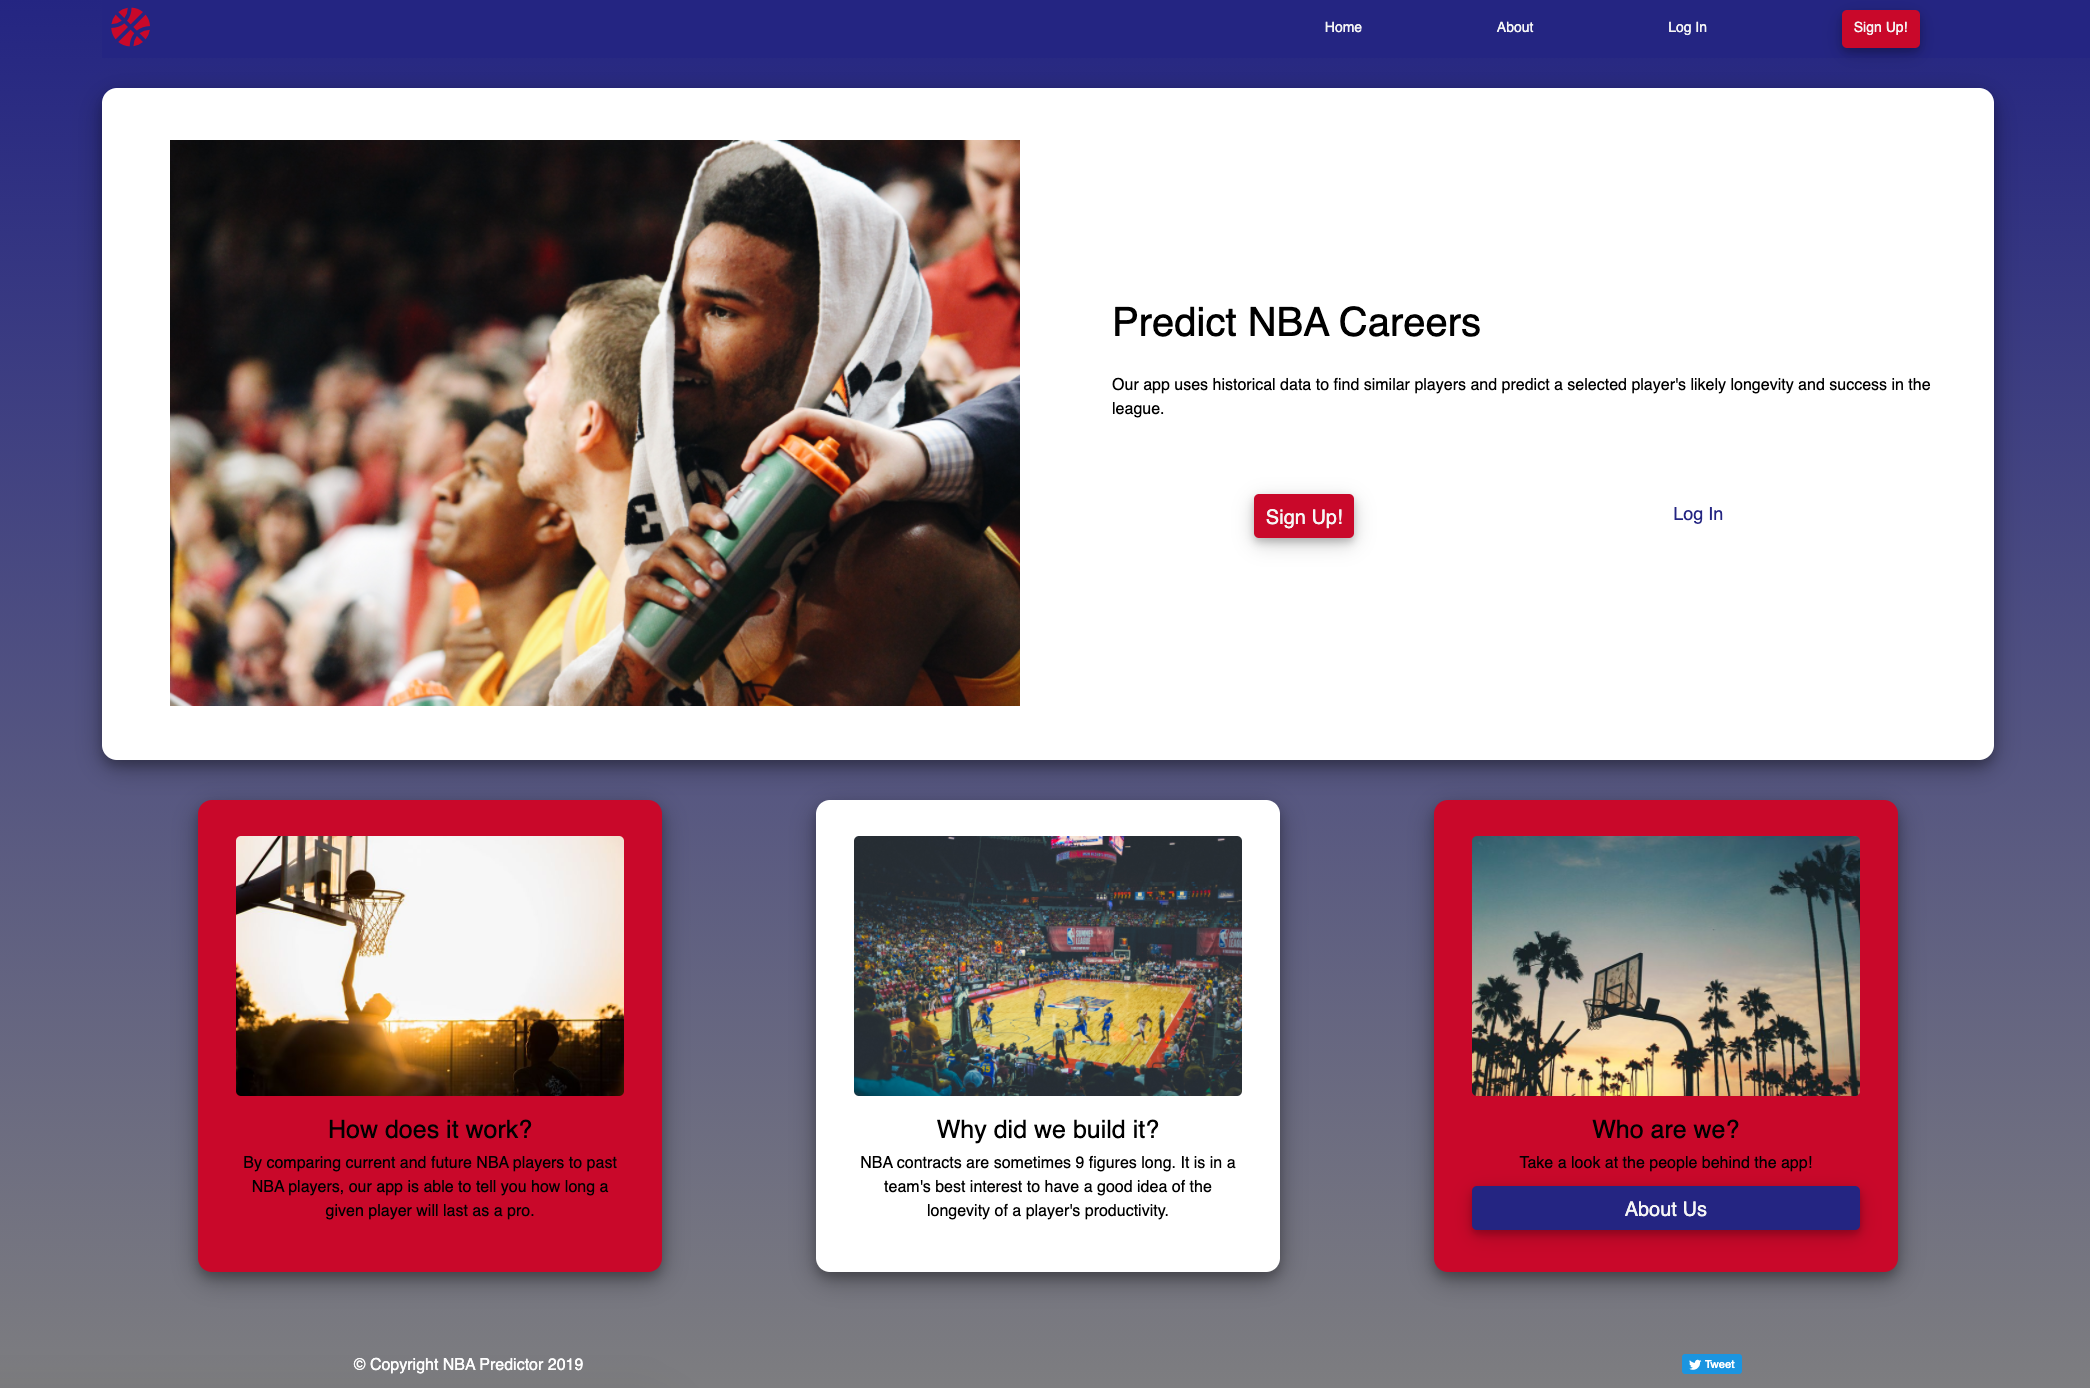 Home About Log In Sign Up!
Predict NBA Careers
Our app uses historical data to find similar players and predict a selected player's likely longevity and success in the
league.
Sign Up! Log In
How does it work?
By comparing current and future NBA players to past
NBA players, our app is able to tell you how long a
given player will last as a pro.
Why did we build it?
NBA contracts are sometimes 9 figures long. It is in a
team's best interest to have a good idea of the
longevity of a player's productivity.
Who are we?
Take a look at the people behind the app!
About Us
© Copyright NBA Predictor 2019
Tweet